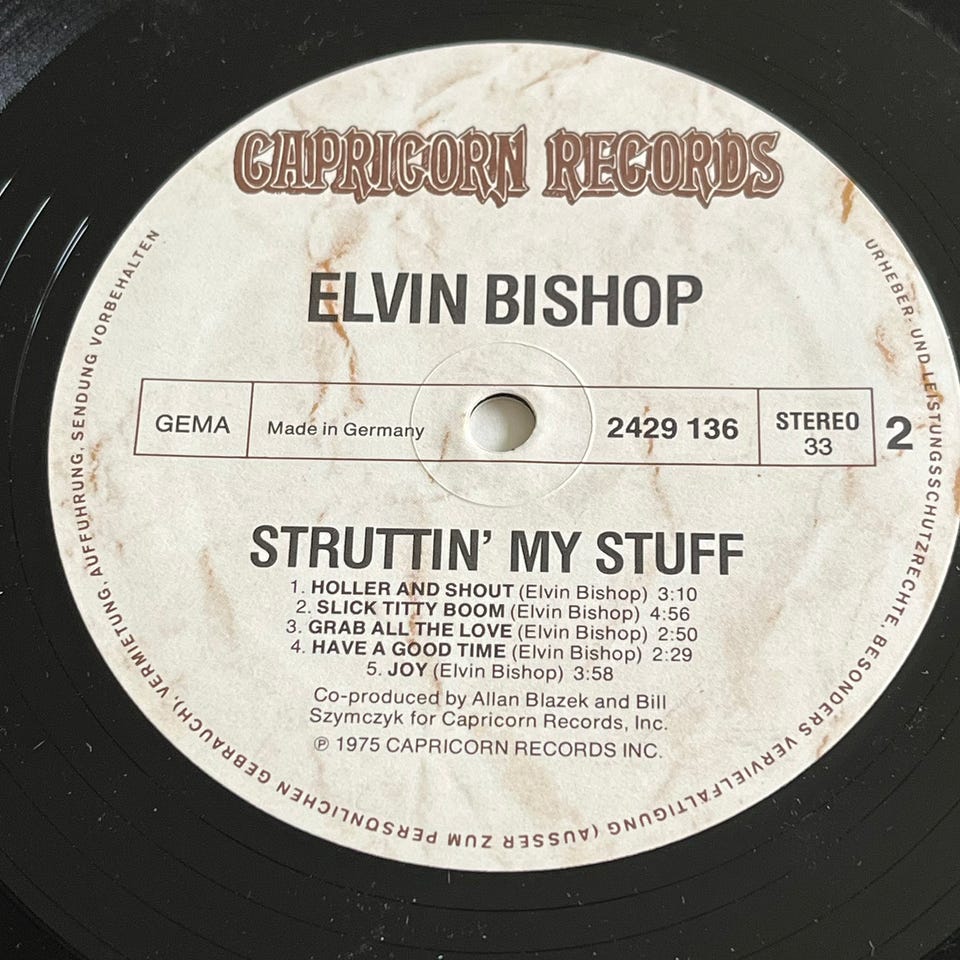 CAPRICORN RECORDS
ELVIN BISHOP
GEMA
Made in Germany
2429 136
STEREO
33
2
STRUTTIN' MY STUFF
1. HOLLER AND SHOUT (Elvin Bishop) 3:10
2. SLICK TITTY BOOM (Elvin Bishop) 4:56
3. GRAB ALL THE LOVE (Elvin Bishop) 2:50
4. HAVE A GOOD TIME (Elvin Bishop) 2:29
5. JOY (Elvin Bishop) 3:58
Co-produced by Allan Blazek and Bill
Szymczyk for Capricorn Records, Inc.
℗ 1975 CAPRICORN RECORDS INC.
URHEBER- UND LEISTUNGSSCHUTZRECHTE, BESONDERS VERVIELFÄLTIGUNG (AUSSER ZUM PERSÖNLICHEN GEBRAUCH), VERMIETUNG, AUFFÜHRUNG, SENDUNG VORBEHALTEN